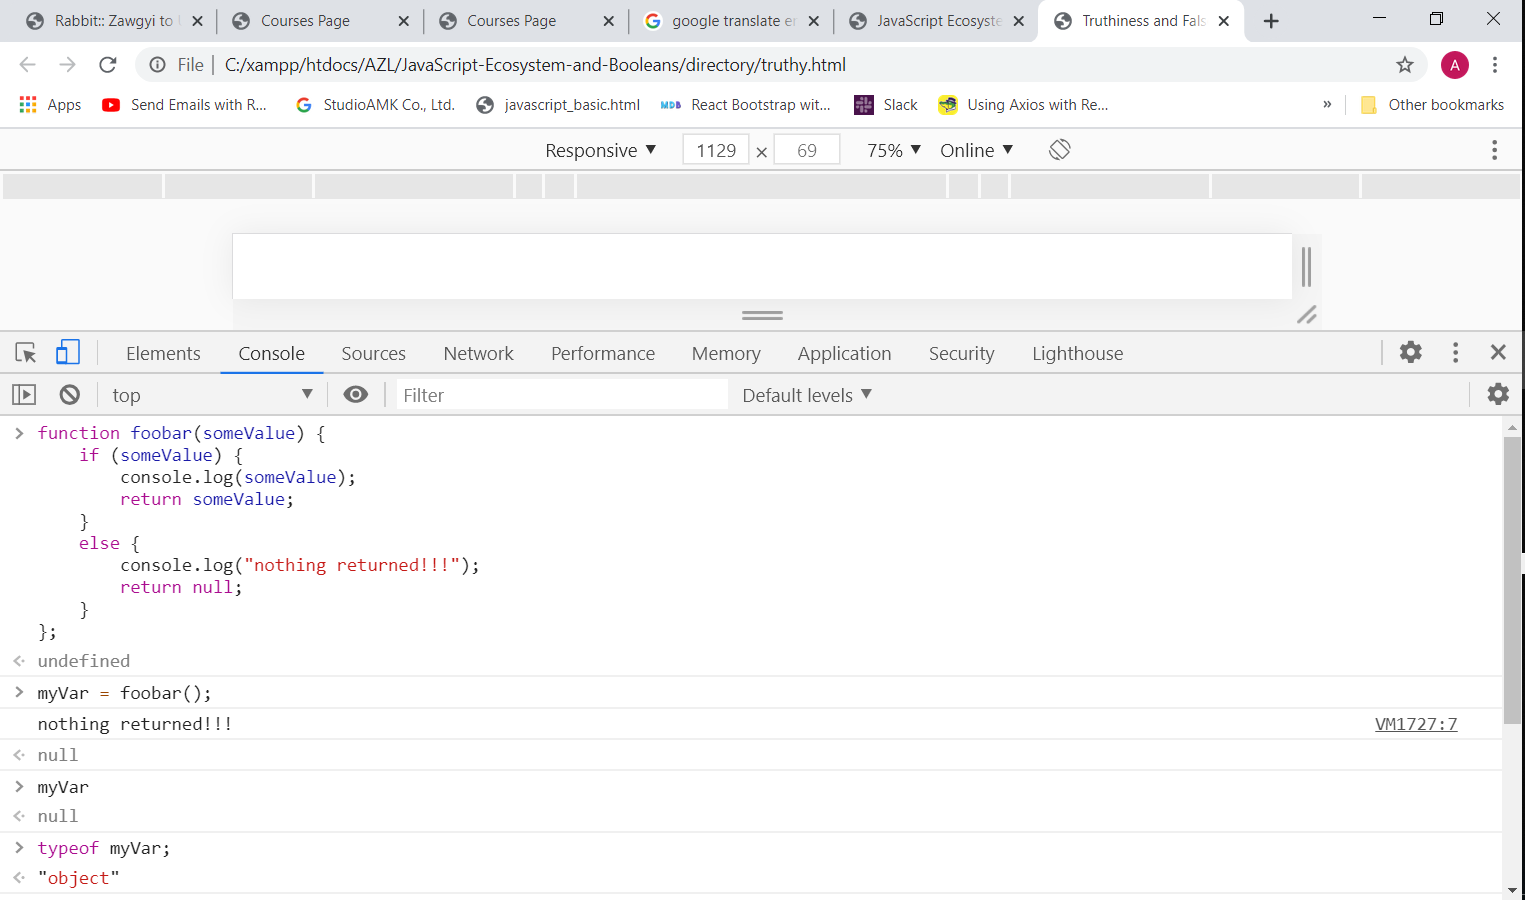 Rabbit:: Zawgyi to
Courses Page
Courses Page
google translate en
JavaScript Ecosyste
Truthiness and Fals
File
C:/xampp/htdocs/AZL/JavaScript-Ecosystem-and-Booleans/directory/truthy.html
A
Apps
Send Emails with R...
StudioAMK Co., Ltd.
javascript_basic.html
MDB
React Bootstrap wit...
Slack
Using Axios with Re...
»
Other bookmarks
Responsive ▼
1129 × 69
75% ▼
Online ▼
Elements
Console
Sources
Network
Performance
Memory
Application
Security
Lighthouse
top ▼
Filter
Default levels ▼
> function foobar(someValue) {
if (someValue) {
console.log(someValue);
return someValue;
}
else {
console.log("nothing returned!!!");
return null;
}
};
undefined
> myVar = foobar();
nothing returned!!! VM1727:7
null
> myVar
null
> typeof myVar;
"object"